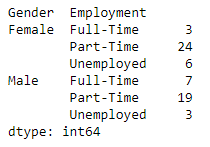 Gender  Employment
Female  Full-Time      3
        Part-Time     24
        Unemployed     6
Male    Full-Time      7
        Part-Time     19
        Unemployed     3
dtype: int64